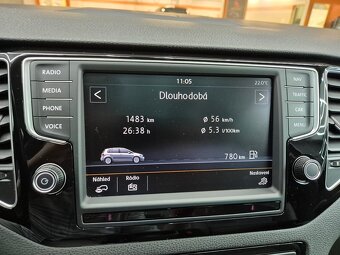 RADIO
MEDIA
PHONE
VOICE
11:05
22.0°C
Dlouhodobá
1483 km
Ø 56 km/h
26:38 h
Ø 5.3 l/100km
780 km
Náhled
Rádio
Nastavení
NAV
TRAFFIC
CAR
MENU